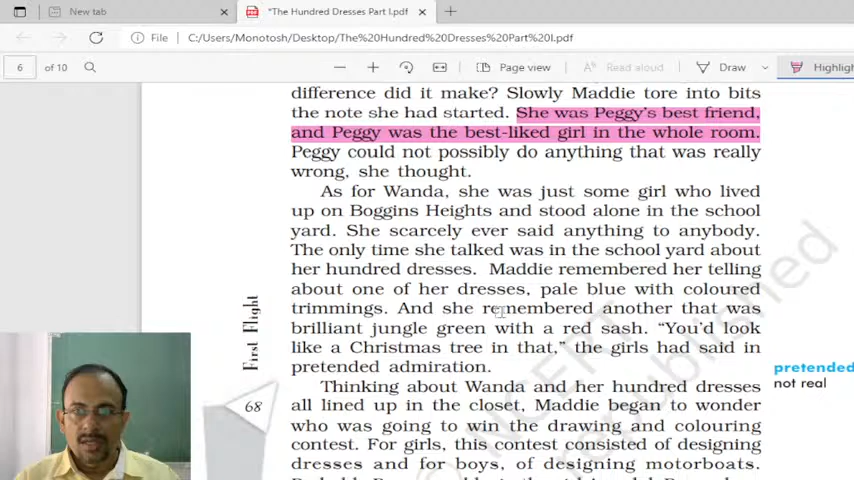 New tab
"The Hundred Dresses Part I.pdf
File
C:/Users/Monotosh/Desktop/The%20Hundred%20Dresses%20Part%20I.pdf
6 of 10
Page view
Read aloud
Draw
Highligh
difference did it make? Slowly Maddie tore into bits
the note she had started. She was Peggy's best friend,
and Peggy was the best-liked girl in the whole room.
Peggy could not possibly do anything that was really
wrong, she thought.
As for Wanda, she was just some girl who lived
up on Boggins Heights and stood alone in the school
yard. She scarcely ever said anything to anybody.
The only time she talked was in the school yard about
her hundred dresses. Maddie remembered her telling
about one of her dresses, pale blue with coloured
trimmings. And she remembered another that was
brilliant jungle green with a red sash. "You'd look
like a Christmas tree in that," the girls had said in
pretended admiration.
Thinking about Wanda and her hundred dresses
all lined up in the closet, Maddie began to wonder
who was going to win the drawing and colouring
contest. For girls, this contest consisted of designing
dresses and for boys, of designing motorboats.
First Flight
68
pretended
not real
NCERT
republished